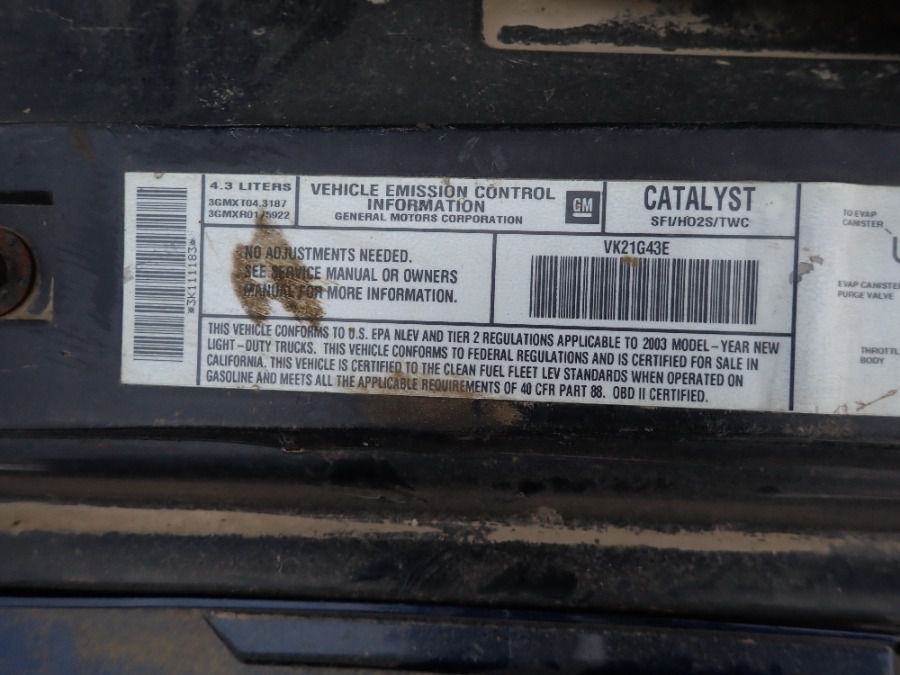 *3K111183*
4.3 LITERS
3GMXT04.3187
3GMXR0175922
VEHICLE EMISSION CONTROL
INFORMATION
GENERAL MOTORS CORPORATION
GM
CATALYST
SFI/HO2S/TWC
NO ADJUSTMENTS NEEDED.
SEE SERVICE MANUAL OR OWNERS
MANUAL FOR MORE INFORMATION.
VK21G43E
THIS VEHICLE CONFORMS TO U.S. EPA NLEV AND TIER 2 REGULATIONS APPLICABLE TO 2003 MODEL-YEAR NEW
LIGHT-DUTY TRUCKS. THIS VEHICLE CONFORMS TO FEDERAL REGULATIONS AND IS CERTIFIED FOR SALE IN
CALIFORNIA. THIS VEHICLE IS CERTIFIED TO THE CLEAN FUEL FLEET LEV STANDARDS WHEN OPERATED ON
GASOLINE AND MEETS ALL THE APPLICABLE REQUIREMENTS OF 40 CFR PART 88. OBD II CERTIFIED.
TO EVAP
CANISTER
EVAP CANISTER
PURGE VALVE
BODY